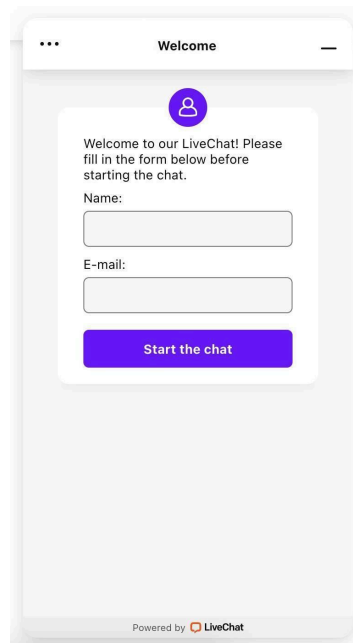 Welcome
Welcome to our LiveChat! Please
fill in the form below before
starting the chat.
Name:
E-mail:
Start the chat
Powered by LiveChat